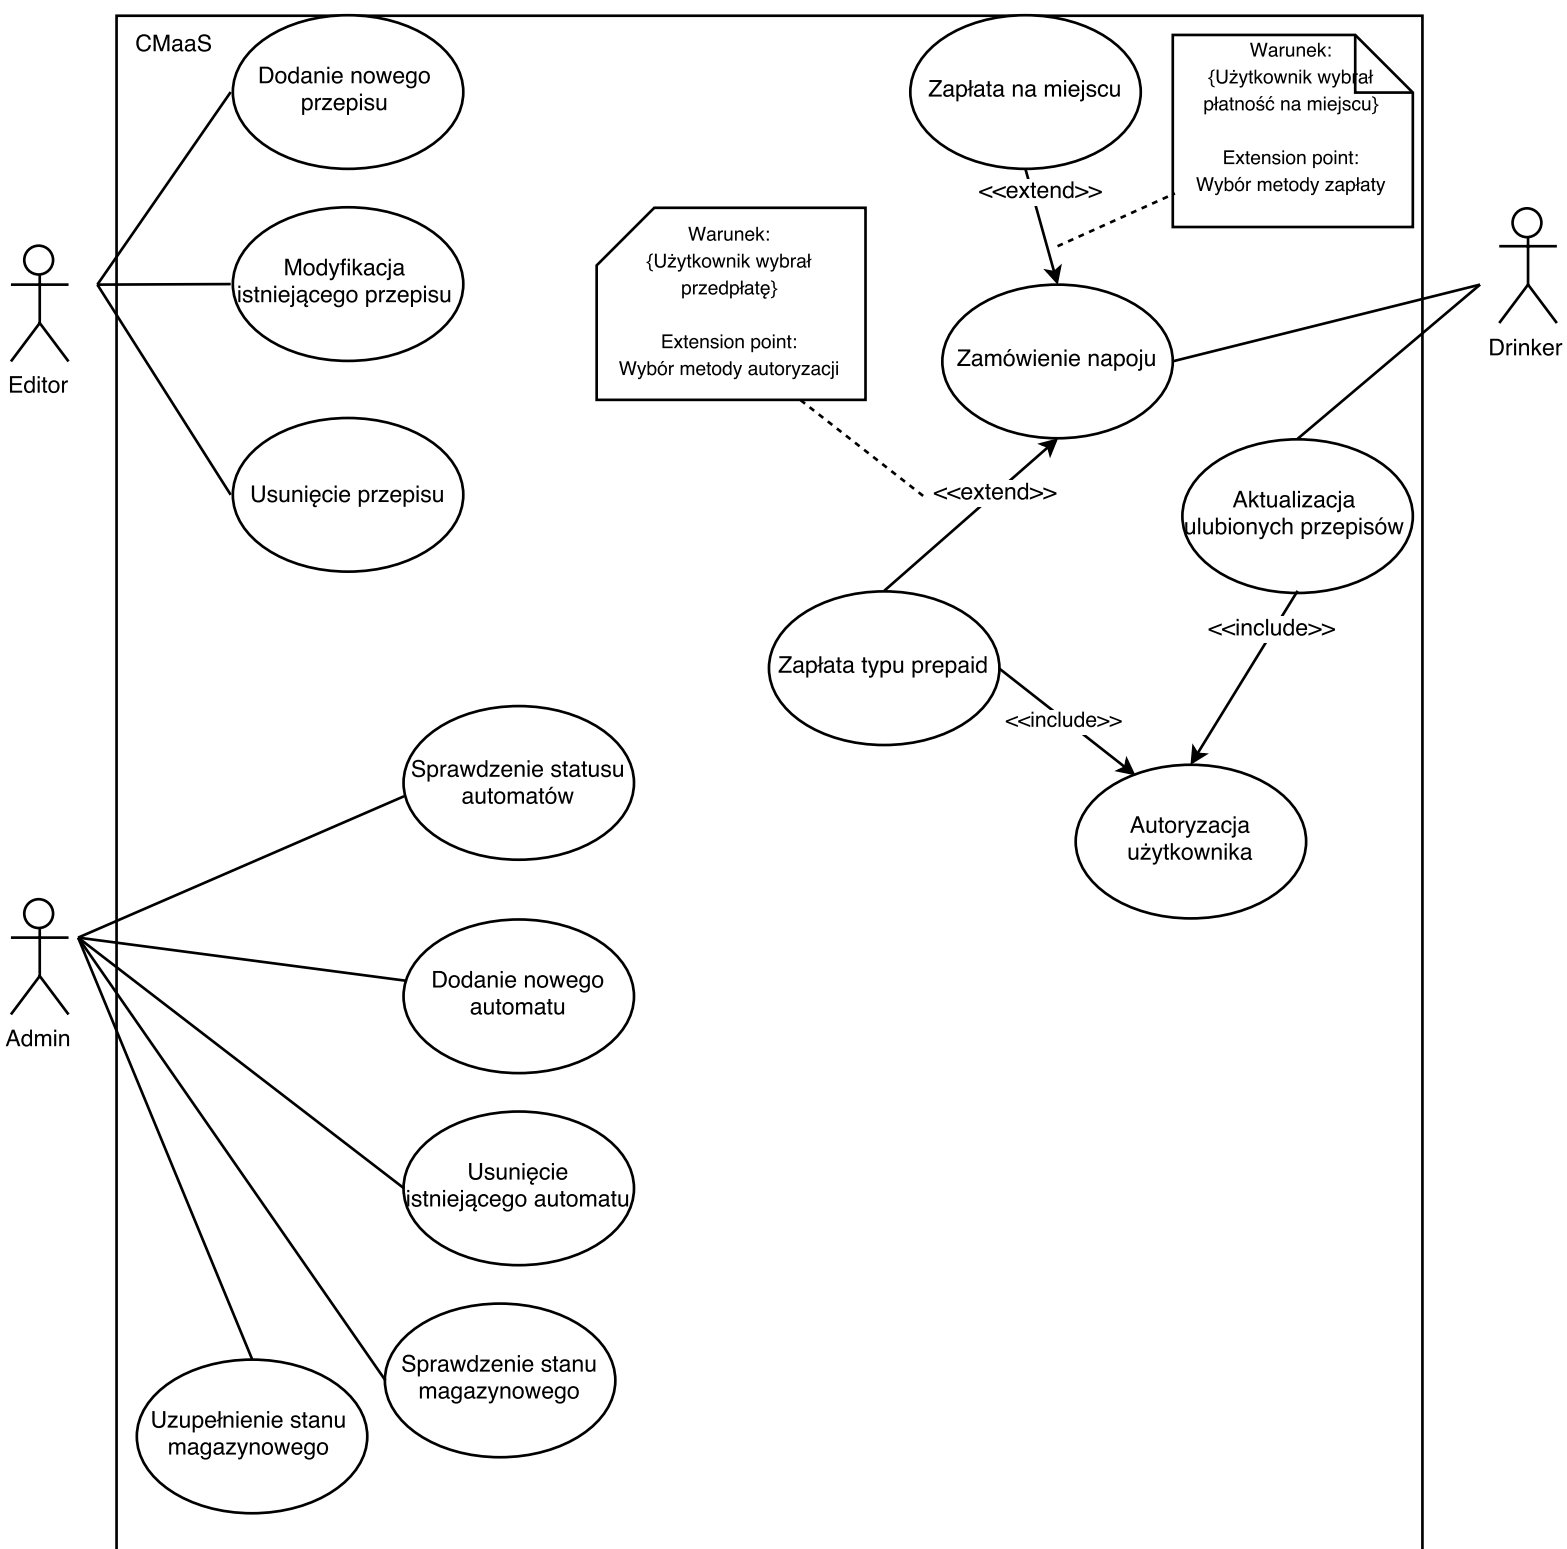 CMaaS
Dodanie nowego
przepisu
Zapłata na miejscu
Warunek:
{Użytkownik wybrał
płatność na miejscu}
Extension point:
Wybór metody zapłaty
<<extend>>
Warunek:
{Użytkownik wybrał
przedpłatę}
Extension point:
Wybór metody autoryzacji
Modyfikacja
istniejącego przepisu
Editor
Zamówienie napoju
Drinker
Usunięcie przepisu
<<extend>>
Aktualizacja
ulubionych przepisów
<<include>>
Zapłata typu prepaid
<<include>>
Sprawdzenie statusu
automatów
Autoryzacja
użytkownika
Admin
Dodanie nowego
automatu
Usunięcie
istniejącego automatu
Sprawdzenie stanu
magazynowego
Uzupełnienie stanu
magazynowego